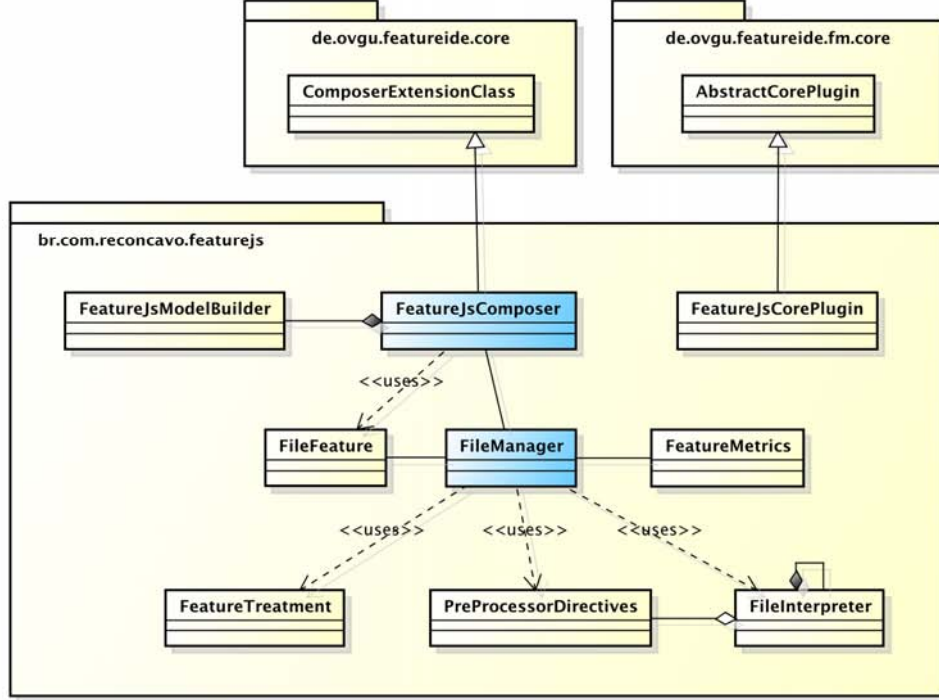 de.ovgu.featureide.core
de.ovgu.featureide.fm.core
ComposerExtensionClass
AbstractCorePlugin
br.com.reconcavo.featurejs
FeatureJsModelBuilder
FeatureJsComposer
FeatureJsCorePlugin
<<uses>>
FileFeature
FileManager
FeatureMetrics
<<uses>>
<<uses>>
<<uses>>
FeatureTreatment
PreProcessorDirectives
FileInterpreter